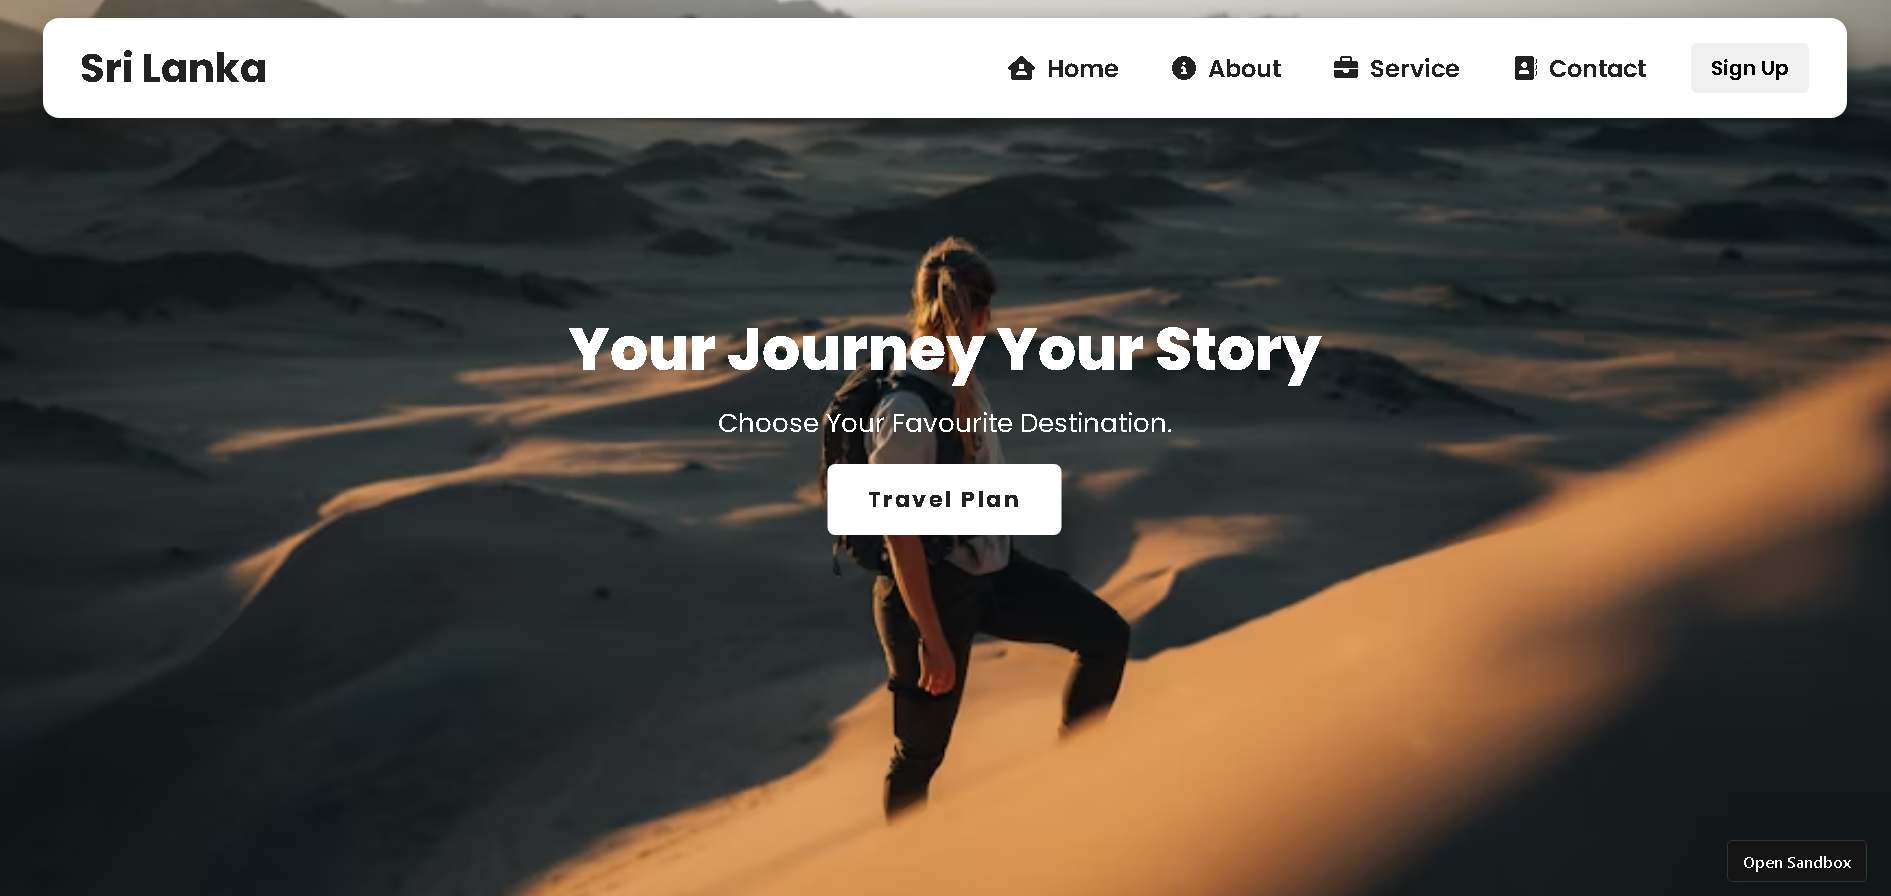 Sri Lanka
Home
About
Service
Contact
Sign Up
Your Journey Your Story
Choose Your Favourite Destination.
Travel Plan
Open Sandbox